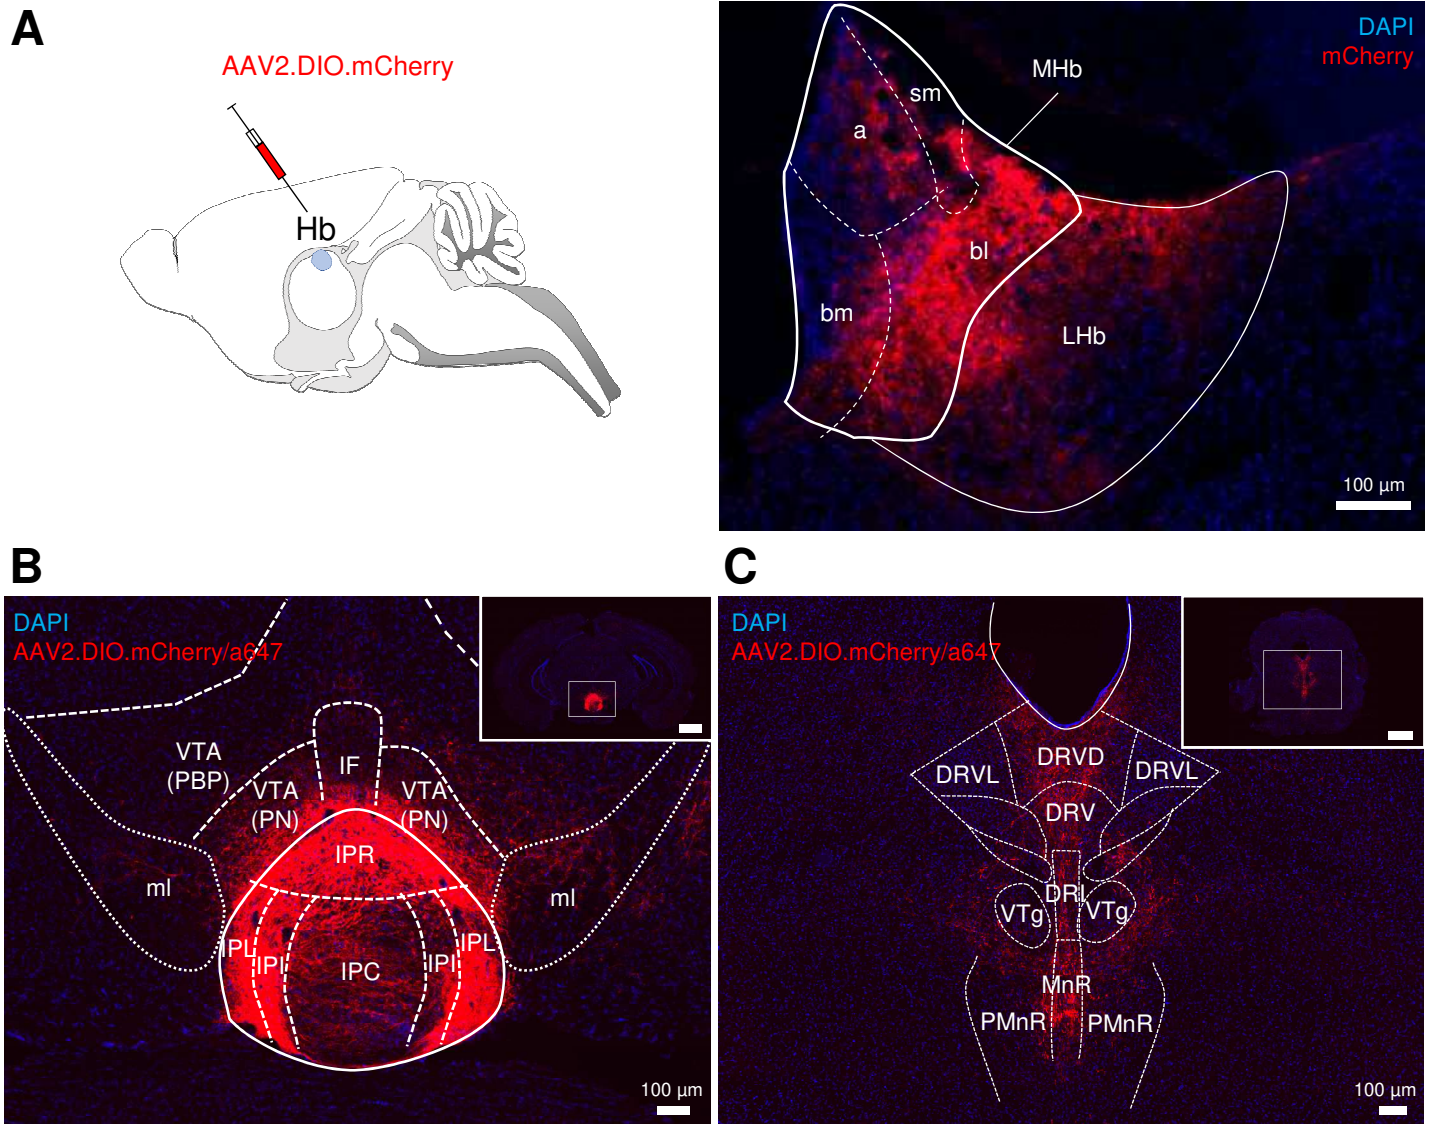 A
AAV2.DIO.mCherry
Hb
DAPI
mCherry
MHb
sm
a
bl
bm
LHb
100 µm
B
DAPI
AAV2.DIO.mCherry/a647
VTA
(PBP)
IF
VTA
(PN)
VTA
(PN)
IPR
ml
ml
IPL
IPI
IPC
IPI
IPL
100 µm
C
DAPI
AAV2.DIO.mCherry/a647
DRVD
DRVL
DRVL
DRV
DRI
VTg
VTg
MnR
PMnR
PMnR
100 µm